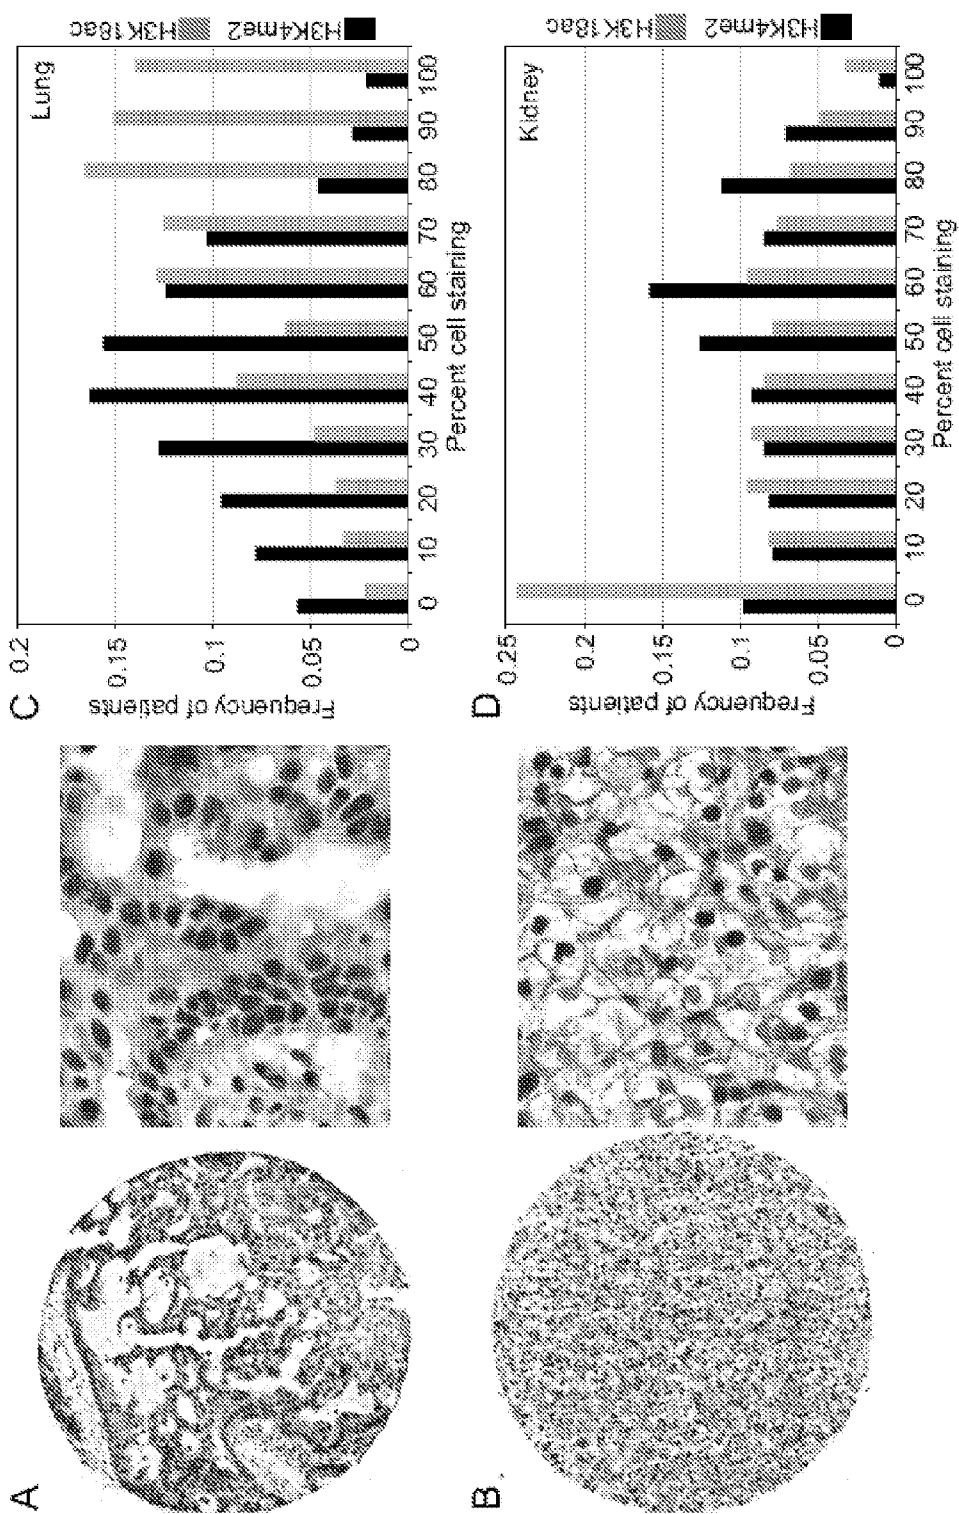 A
B
C
Lung
Frequency of patients
0.2
0.15
0.1
0.05
0
0 10 20 30 40 50 60 70 80 90 100
Percent cell staining
H3K4me2
H3K18ac
D
Kidney
Frequency of patients
0.25
0.2
0.15
0.1
0.05
0
0 10 20 30 40 50 60 70 80 90 100
Percent cell staining
H3K4me2
H3K18ac